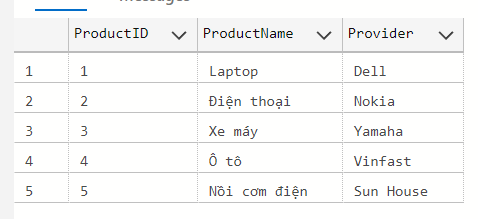 Messages
ProductID ProductName Provider
1 1 Laptop Dell
2 2 Điện thoại Nokia
3 3 Xe máy Yamaha
4 4 Ô tô Vinfast
5 5 Nồi cơm điện Sun House